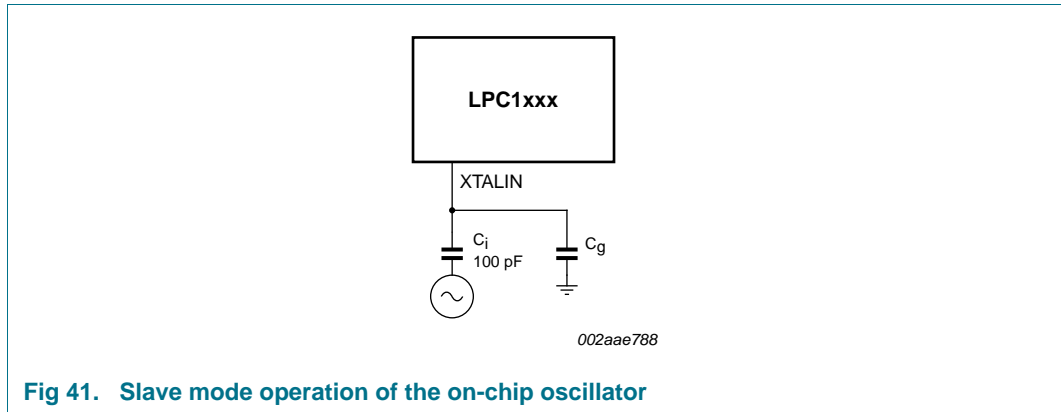 LPC1xxx
XTALIN
Ci
100 pF
Cg
002aae788
Fig 41. Slave mode operation of the on-chip oscillator